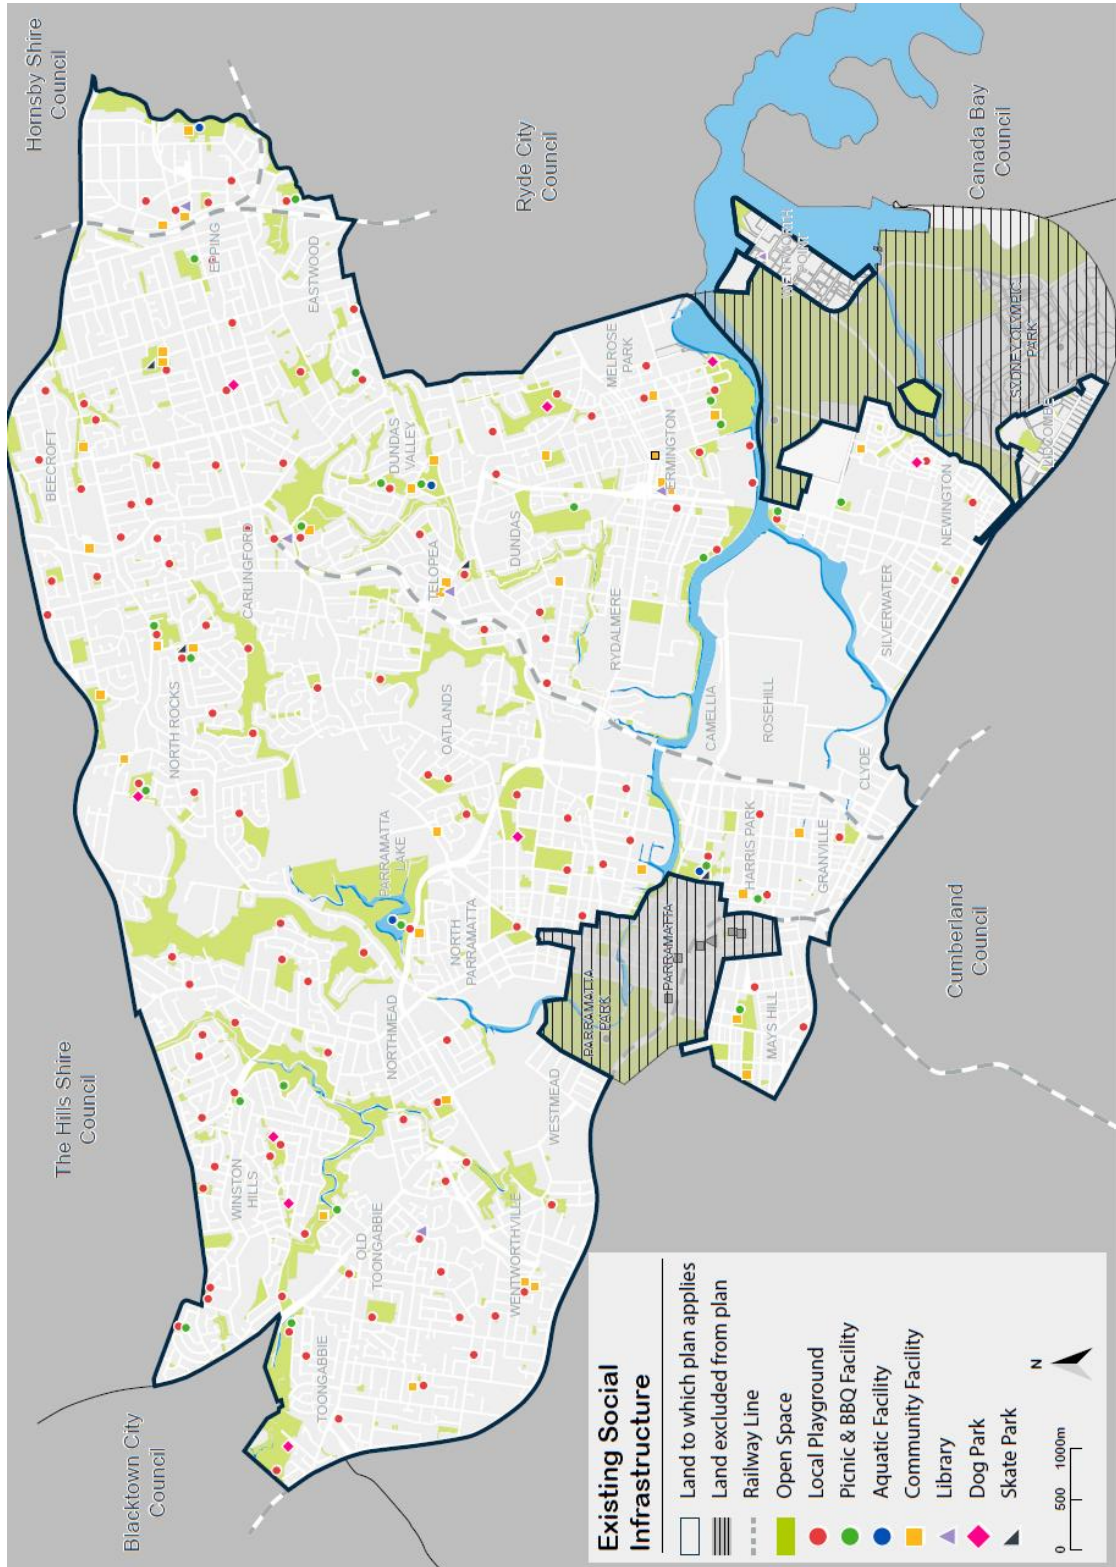 Hornsby Shire
Council
Ryde City
Council
Canada Bay
Council
The Hills Shire
Council
Blacktown City
Council
Cumberland
Council
BEECROFT
EPPING
EASTWOOD
CARLINGFORD
DUNDAS
VALLEY
TELOPEA
DUNDAS
MELROSE
PARK
ERMINGTON
WENTWORTH
POINT
SYDNEY OLYMPIC
PARK
LIDCOMBE
NEWINGTON
SILVERWATER
NORTH ROCKS
OATLANDS
RYDALMERE
CAMELLIA
ROSEHILL
CLYDE
PARRAMATTA
LAKE
NORTH
PARRAMATTA
HARRIS PARK
GRANVILLE
PARRAMATTA
PARRAMATTA
PARK
MAYS HILL
NORTHMEAD
WESTMEAD
WINSTON
HILLS
OLD
TOONGABBIE
WENTWORTHVILLE
TOONGABBIE
Existing Social
Infrastructure
Land to which plan applies
Land excluded from plan
Railway Line
Open Space
Local Playground
Picnic & BBQ Facility
Aquatic Facility
Community Facility
Library
Dog Park
Skate Park
0 500 1000m
N